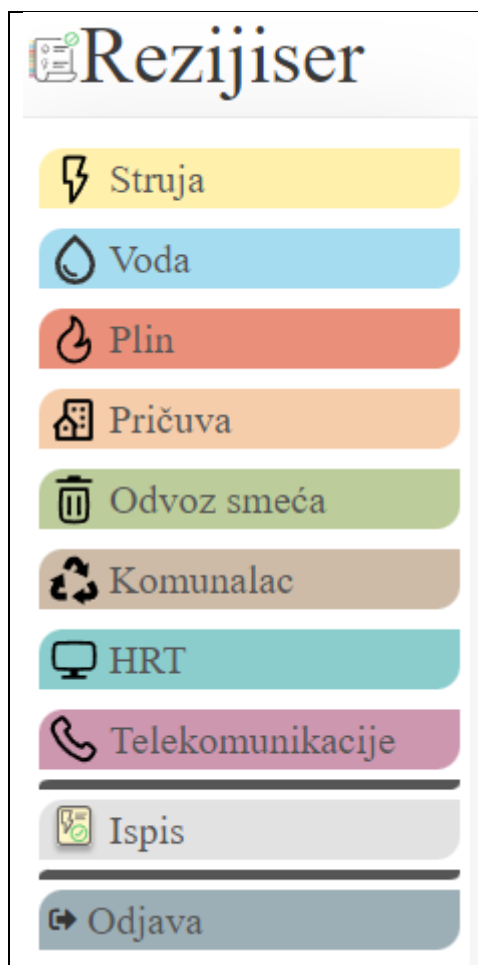 Rezijiser
Struja
Voda
Plin
Pričuva
Odvoz smeća
Komunalac
HRT
Telekomunikacije
Ispis
Odjava